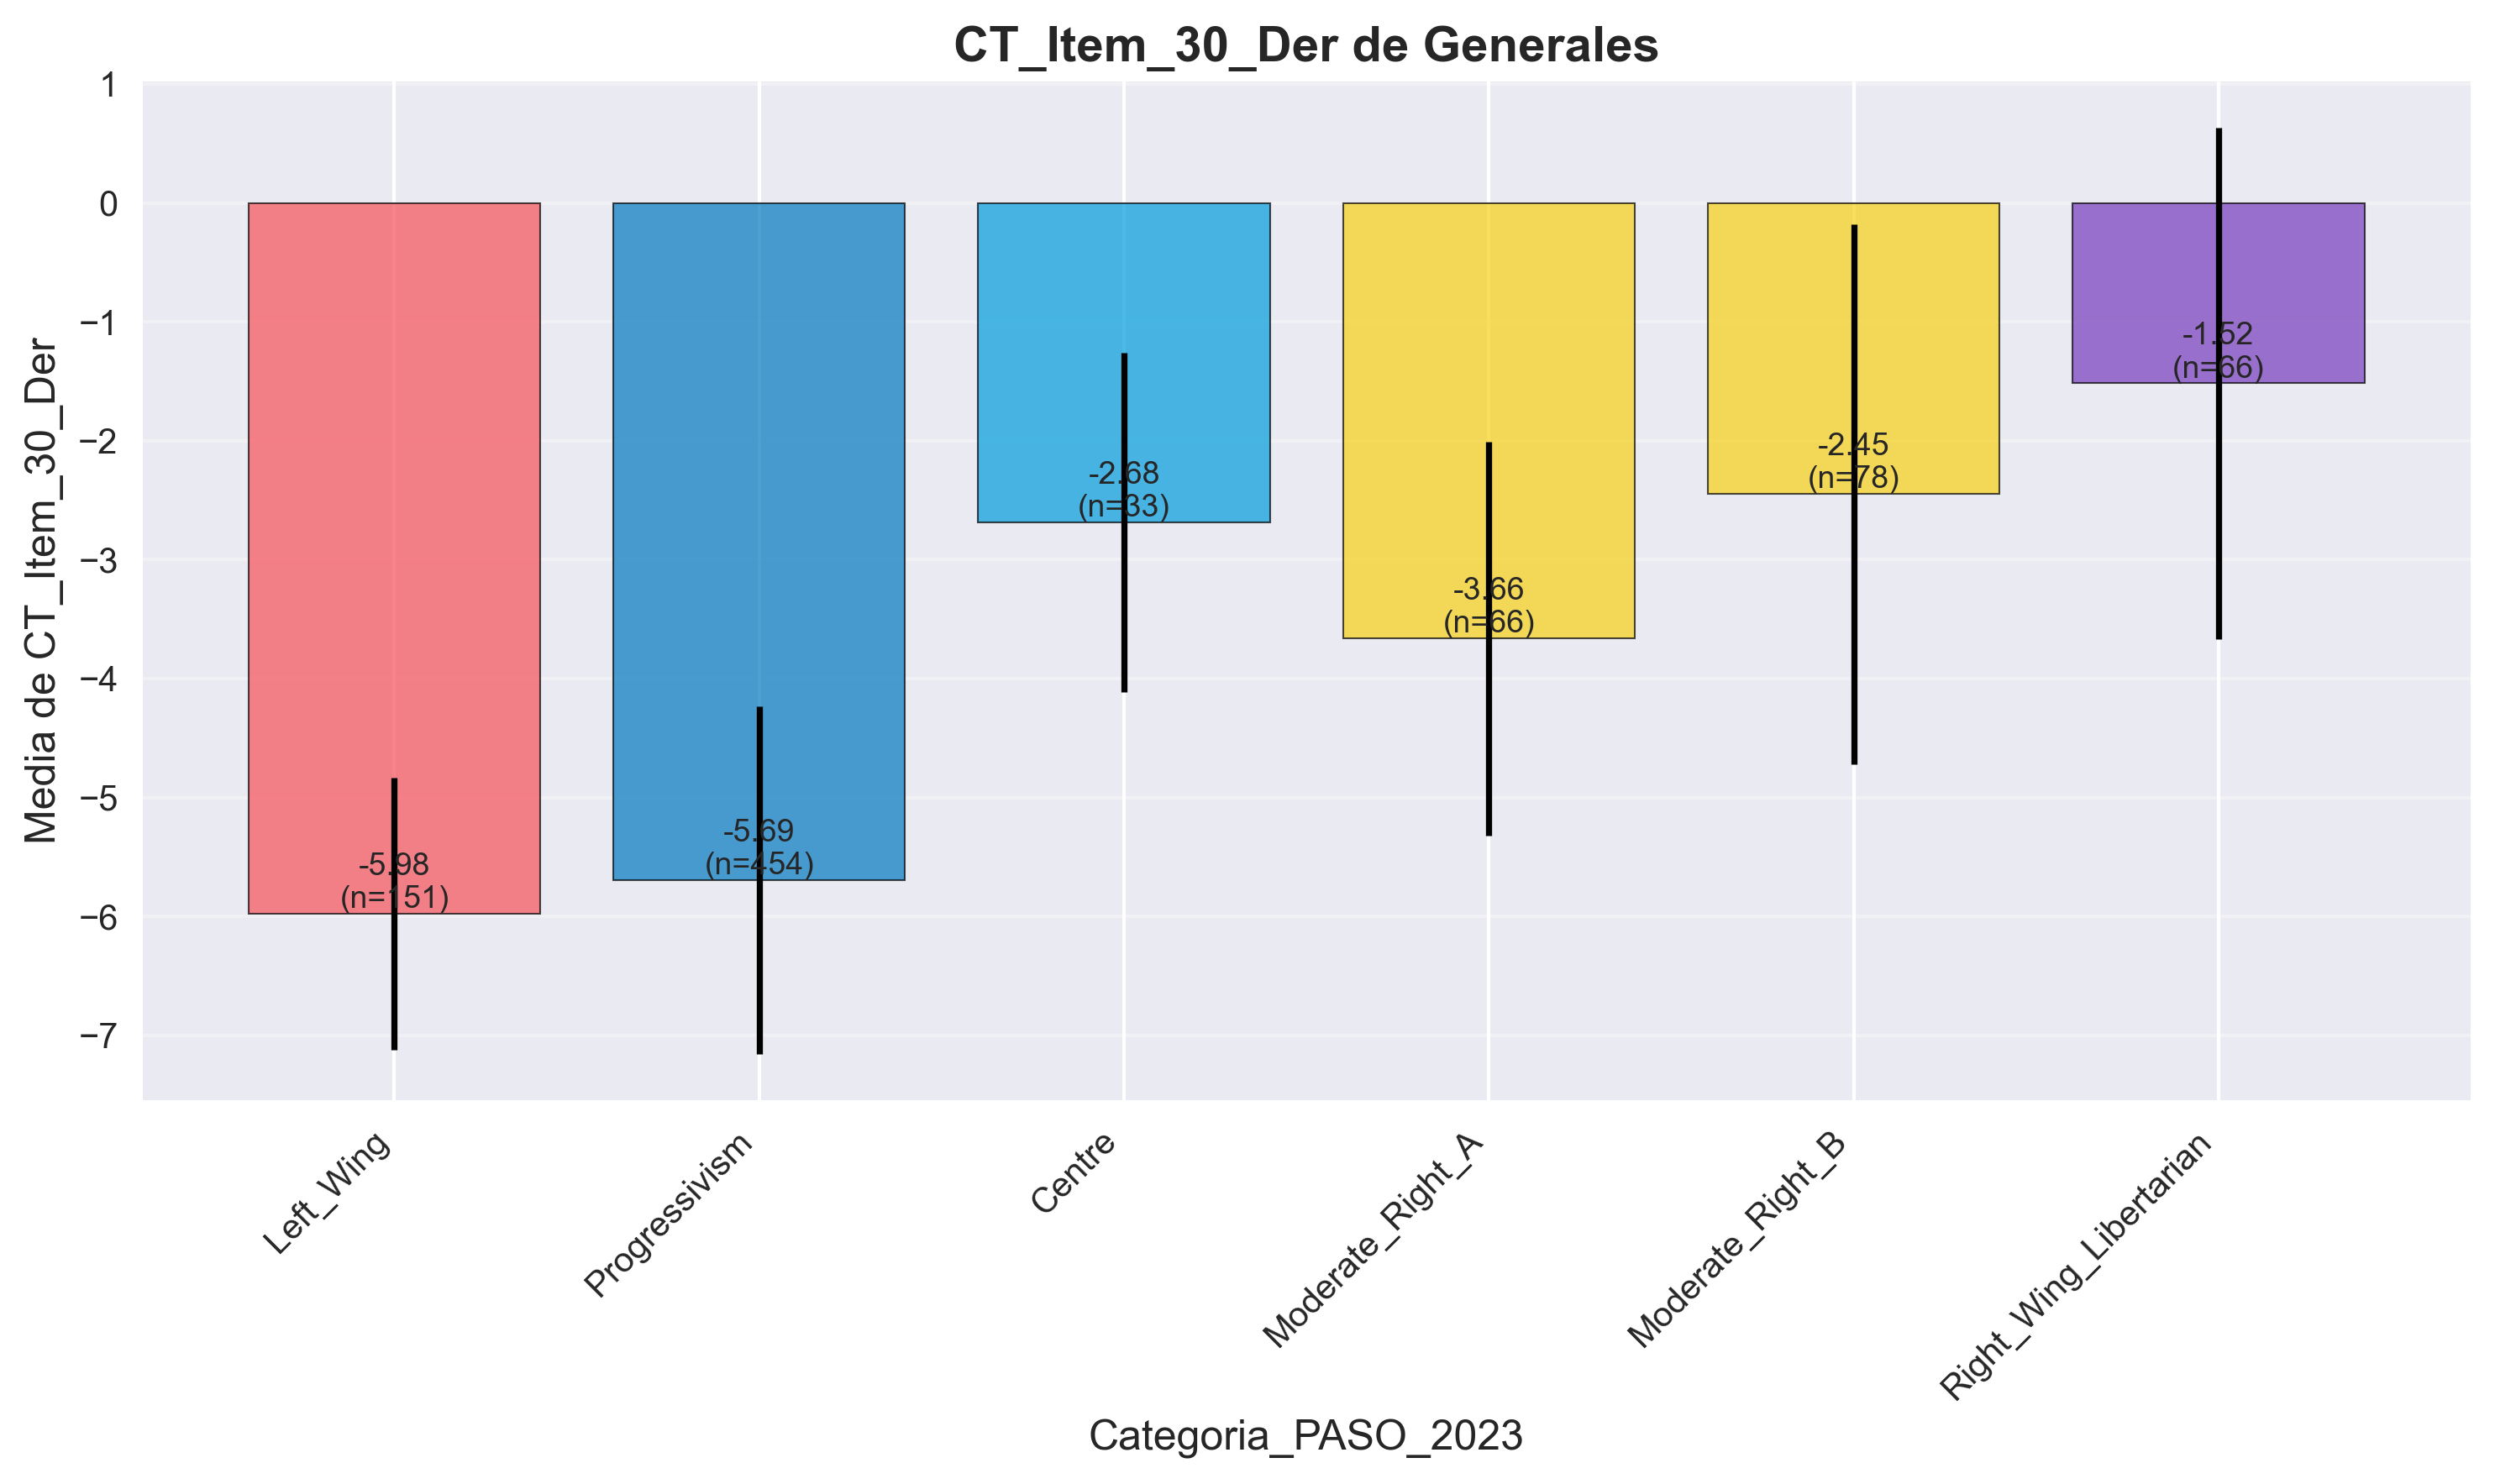 CT_Item_30_Der de Generales
Media de CT_Item_30_Der
1
0
−1
−2
−3
−4
−5
−6
−7
-5.98
(n=151)
-5.69
(n=454)
-2.68
(n=33)
-3.66
(n=66)
-2.45
(n=78)
-1.52
(n=66)
Left_Wing
Progressivism
Centre
Moderate_Right_A
Moderate_Right_B
Right_Wing_Libertarian
Categoria_PASO_2023